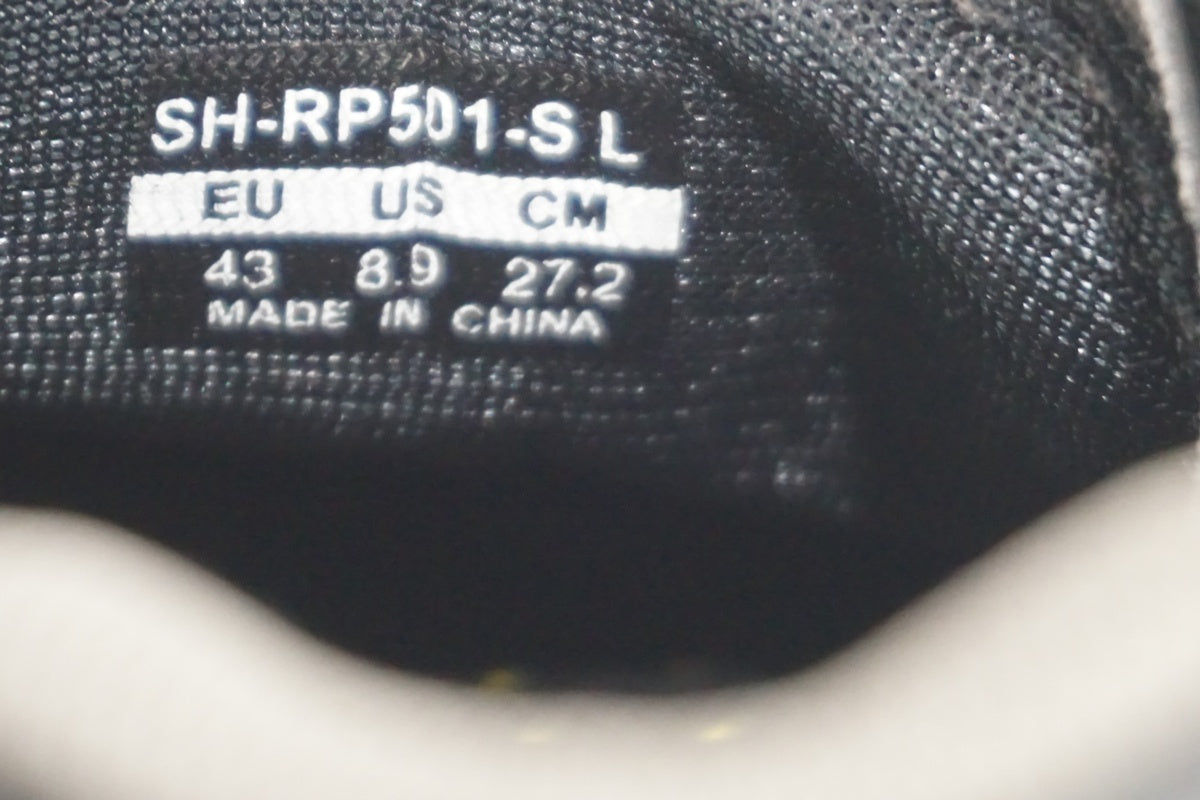 SH-RP501-S L
EU US CM
43 8.9 27.2
MADE IN CHINA